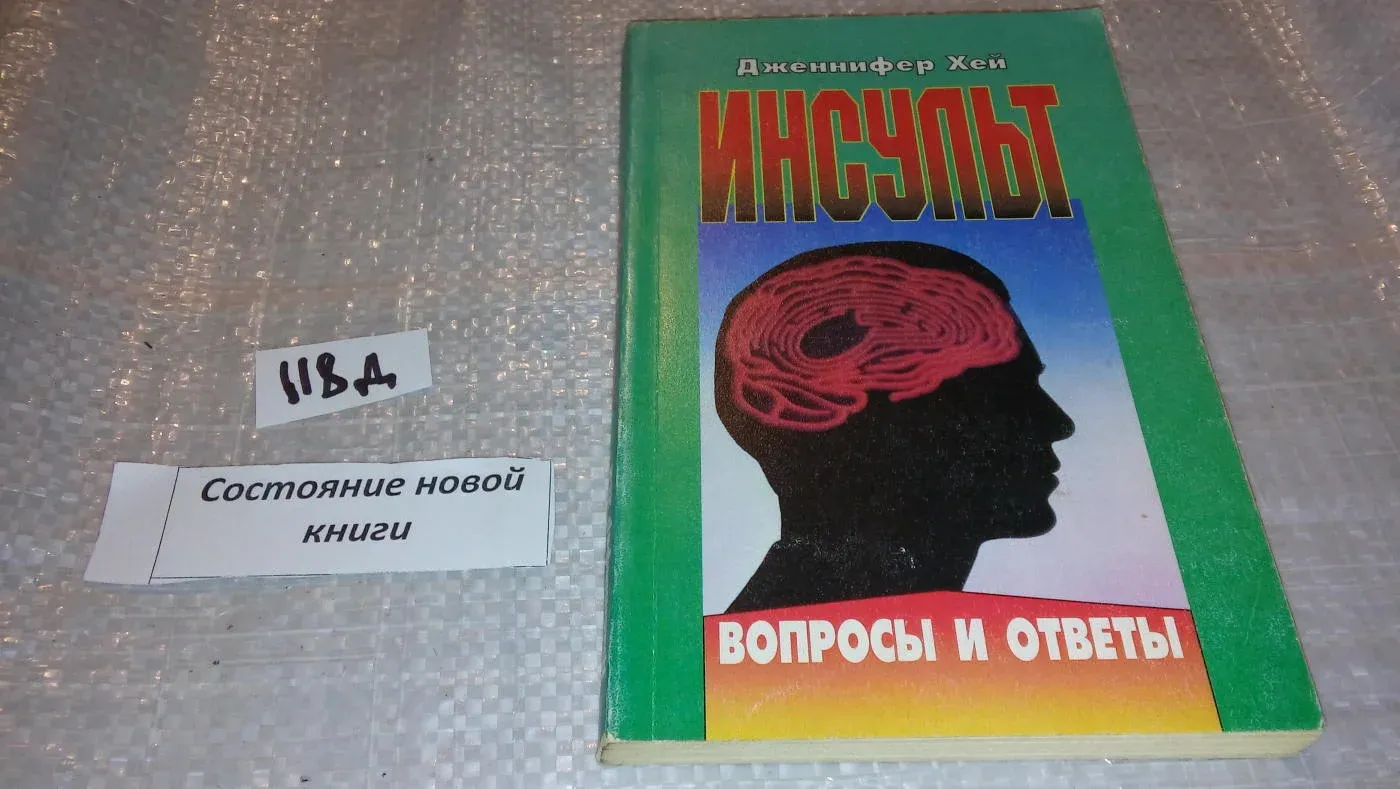 118д
Состояние новой
книги
Дженнифер Хей
ИНСУЛЬТ
ВОПРОСЫ И ОТВЕТЫ